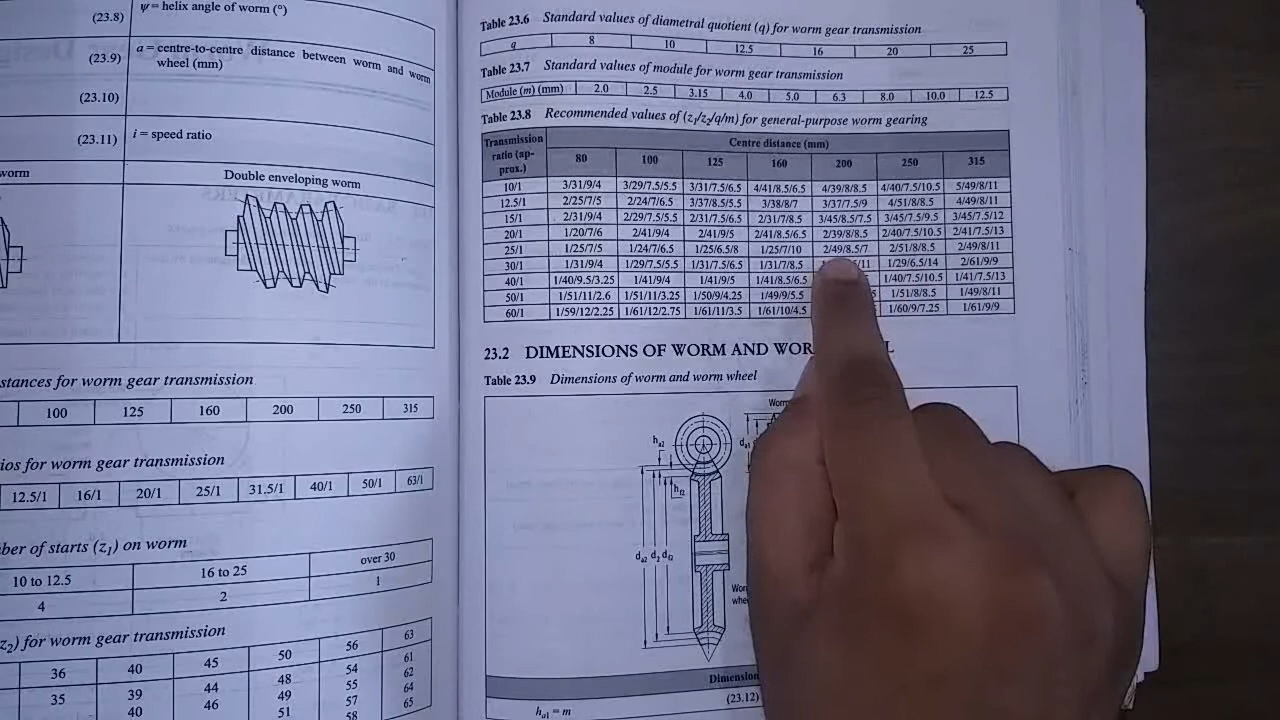 (23.8)
ψ = helix angle of worm (°)
(23.9)
a = centre-to-centre distance between worm and worm
wheel (mm)
(23.10)
(23.11)
i = speed ratio
worm
Double enveloping worm
stances for worm gear transmission
100 125 160 200 250 315
ios for worm gear transmission
12.5/1 16/1 20/1 25/1 31.5/1 40/1 50/1 63/1
ber of starts (z1) on worm
10 to 12.5 16 to 25 over 30
4 2 1
z2) for worm gear transmission
36 40 45 50 56 63
35 39 44 48 54 61
40 46 49 55 62
51 57 64
58 65
Table 23.6 Standard values of diametral quotient (q) for worm gear transmission
q 8 10 12.5 16 20 25
Table 23.7 Standard values of module for worm gear transmission
Module (m) (mm) 2.0 2.5 3.15 4.0 5.0 6.3 8.0 10.0 12.5
Table 23.8 Recommended values of (z1/z2/q/m) for general-purpose worm gearing
Transmission ratio (ap-prox.) Centre distance (mm)
80 100 125 160 200 250 315
10/1 3/31/9/4 3/29/7.5/5.5 3/31/7.5/6.5 4/41/8.5/6.5 4/39/8/8.5 4/40/7.5/10.5 5/49/8/11
12.5/1 2/25/7/5 2/24/7/6.5 3/37/8.5/5.5 3/38/8/7 3/37/7.5/9 4/51/8/8.5 4/49/8/11
15/1 2/31/9/4 2/29/7.5/5.5 2/31/7.5/6.5 2/31/7/8.5 3/45/8.5/7.5 3/45/7.5/9.5 3/45/7.5/12
20/1 1/20/7/6 2/41/9/4 2/41/9/5 2/41/8.5/6.5 2/39/8/8.5 2/40/7.5/10.5 2/41/7.5/13
25/1 1/25/7/5 1/24/7/6.5 1/25/6.5/8 1/25/7/10 2/49/8.5/7 2/51/8/8.5 2/49/8/11
30/1 1/31/9/4 1/29/7.5/5.5 1/31/7.5/6.5 1/31/7/8.5 1/29/6.5/14 2/61/9/9
40/1 1/40/9.5/3.25 1/41/9/4 1/41/9/5 1/41/8.5/6.5 1/40/7.5/10.5 1/41/7.5/13
50/1 1/51/11/2.6 1/51/11/3.25 1/50/9/4.25 1/49/9/5.5 1/51/8/8.5 1/49/8/11
60/1 1/59/12/2.25 1/61/12/2.75 1/61/11/3.5 1/61/10/4.5 1/60/9/7.25 1/61/9/9
23.2 DIMENSIONS OF WORM AND WOR L
Table 23.9 Dimensions of worm and worm wheel
Worm
ha2
da1
hf2
da2 d2 df2
Worm
whe
Dimension
(23.12)
ha1 = m